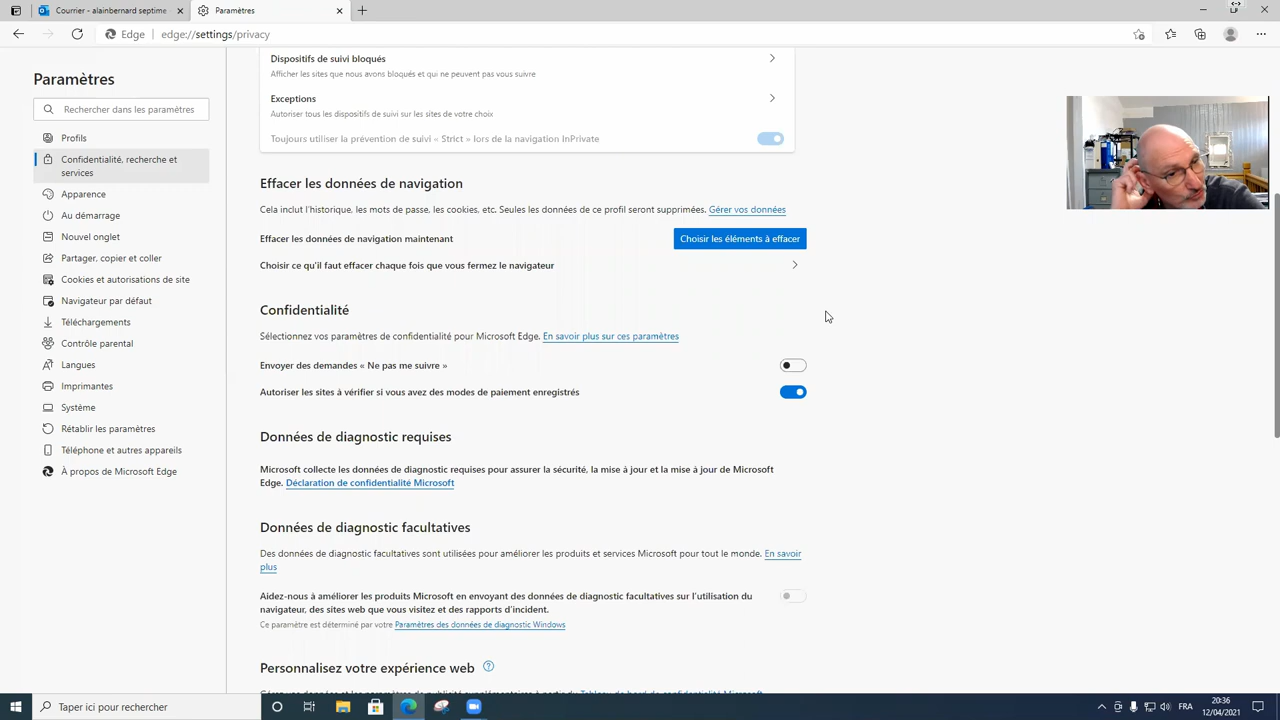 Courrier - alainbernard septime
Paramètres
Edge
edge://settings/privacy
Paramètres
Rechercher dans les paramètres
Profils
Confidentialité, recherche et
services
Apparence
Au démarrage
Nouvel onglet
Partager, copier et coller
Cookies et autorisations de site
Navigateur par défaut
Téléchargements
Contrôle parental
Langues
Imprimantes
Système
Rétablir les paramètres
Téléphone et autres appareils
À propos de Microsoft Edge
Dispositifs de suivi bloqués
Afficher les sites que nous avons bloqués et qui ne peuvent pas vous suivre
Exceptions
Autoriser tous les dispositifs de suivi sur les sites de votre choix
Toujours utiliser la prévention de suivi « Strict » lors de la navigation InPrivate
Effacer les données de navigation
Cela inclut l'historique, les mots de passe, les cookies, etc. Seules les données de ce profil seront supprimées. Gérer vos données
Effacer les données de navigation maintenant
Choisir les éléments à effacer
Choisir ce qu'il faut effacer chaque fois que vous fermez le navigateur
Confidentialité
Sélectionnez vos paramètres de confidentialité pour Microsoft Edge. En savoir plus sur ces paramètres
Envoyer des demandes « Ne pas me suivre »
Autoriser les sites à vérifier si vous avez des modes de paiement enregistrés
Données de diagnostic requises
Microsoft collecte les données de diagnostic requises pour assurer la sécurité, la mise à jour et la mise à jour de Microsoft
Edge. Déclaration de confidentialité Microsoft
Données de diagnostic facultatives
Des données de diagnostic facultatives sont utilisées pour améliorer les produits et services Microsoft pour tout le monde. En savoir
plus
Aidez-nous à améliorer les produits Microsoft en envoyant des données de diagnostic facultatives sur l'utilisation du
navigateur, des sites web que vous visitez et des rapports d'incident.
Ce paramètre est déterminé par votre Paramètres des données de diagnostic Windows
Personnalisez votre expérience web
Taper ici pour rechercher
FRA
20:36
12/04/2021